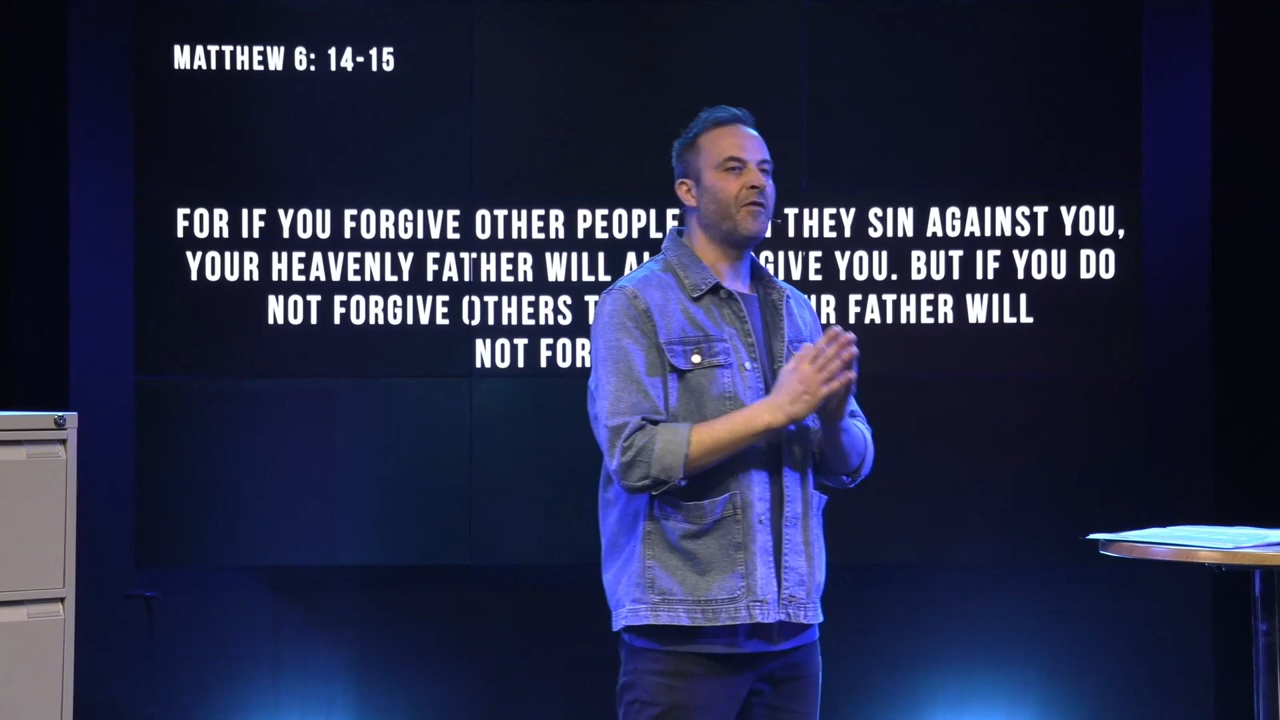 MATTHEW 6: 14-15
FOR IF YOU FORGIVE OTHER PEOPLE THEY SIN AGAINST YOU,
YOUR HEAVENLY FATHER WILL YOU. BUT IF YOU DO
NOT FORGIVE OTHERS FATHER WILL
NOT